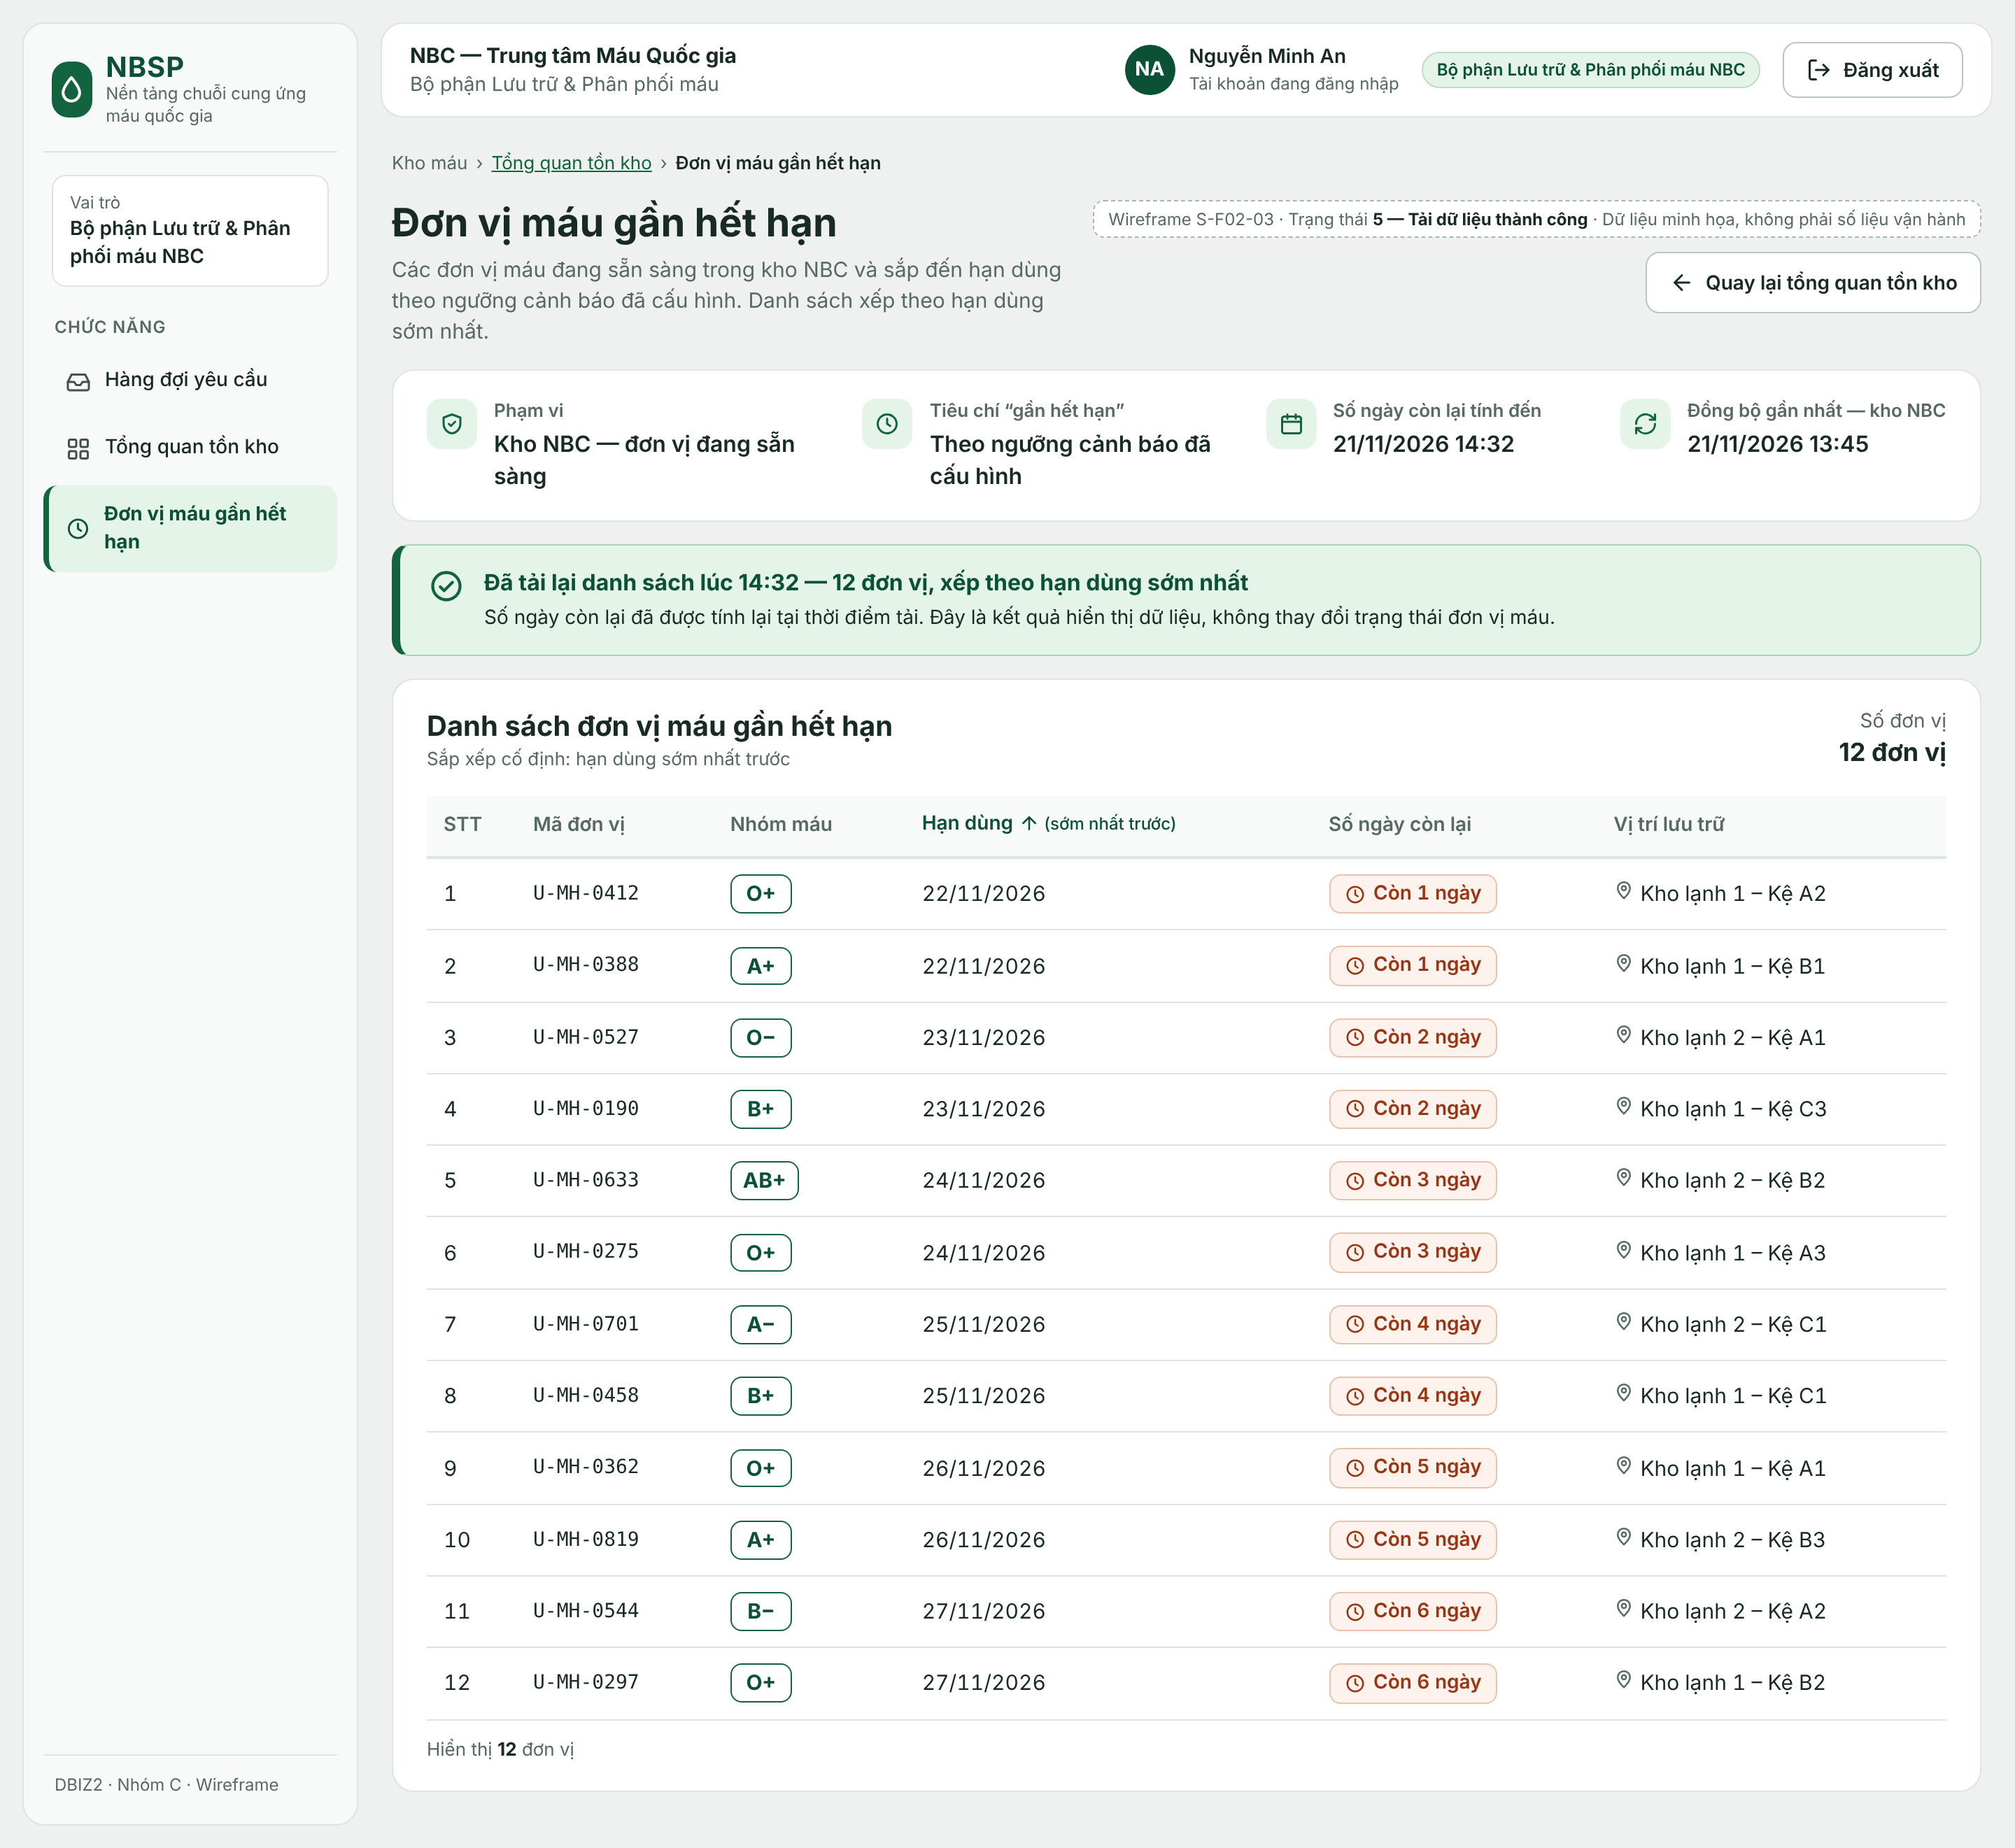 NBSP
Nền tảng chuỗi cung ứng
máu quốc gia
Vai trò
Bộ phận Lưu trữ & Phân
phối máu NBC
CHỨC NĂNG
Hàng đợi yêu cầu
Tổng quan tồn kho
Đơn vị máu gần hết
hạn
DBIZ2 · Nhóm C · Wireframe
NBC — Trung tâm Máu Quốc gia
Bộ phận Lưu trữ & Phân phối máu
NA
Nguyễn Minh An
Tài khoản đang đăng nhập
Bộ phận Lưu trữ & Phân phối máu NBC
Đăng xuất
Kho máu › Tổng quan tồn kho › Đơn vị máu gần hết hạn
Đơn vị máu gần hết hạn
Các đơn vị máu đang sẵn sàng trong kho NBC và sắp đến hạn dùng
theo ngưỡng cảnh báo đã cấu hình. Danh sách xếp theo hạn dùng
sớm nhất.
Wireframe S-F02-03 · Trạng thái 5 — Tải dữ liệu thành công · Dữ liệu minh họa, không phải số liệu vận hành
← Quay lại tổng quan tồn kho
Phạm vi
Kho NBC — đơn vị đang sẵn
sàng
Tiêu chí “gần hết hạn”
Theo ngưỡng cảnh báo đã
cấu hình
Số ngày còn lại tính đến
21/11/2026 14:32
Đồng bộ gần nhất — kho NBC
21/11/2026 13:45
Đã tải lại danh sách lúc 14:32 — 12 đơn vị, xếp theo hạn dùng sớm nhất
Số ngày còn lại đã được tính lại tại thời điểm tải. Đây là kết quả hiển thị dữ liệu, không thay đổi trạng thái đơn vị máu.
Danh sách đơn vị máu gần hết hạn
Sắp xếp cố định: hạn dùng sớm nhất trước
Số đơn vị
12 đơn vị
STT Mã đơn vị Nhóm máu Hạn dùng ↑ (sớm nhất trước) Số ngày còn lại Vị trí lưu trữ
1 U-MH-0412 O+ 22/11/2026 Còn 1 ngày Kho lạnh 1 – Kệ A2
2 U-MH-0388 A+ 22/11/2026 Còn 1 ngày Kho lạnh 1 – Kệ B1
3 U-MH-0527 O− 23/11/2026 Còn 2 ngày Kho lạnh 2 – Kệ A1
4 U-MH-0190 B+ 23/11/2026 Còn 2 ngày Kho lạnh 1 – Kệ C3
5 U-MH-0633 AB+ 24/11/2026 Còn 3 ngày Kho lạnh 2 – Kệ B2
6 U-MH-0275 O+ 24/11/2026 Còn 3 ngày Kho lạnh 1 – Kệ A3
7 U-MH-0701 A− 25/11/2026 Còn 4 ngày Kho lạnh 2 – Kệ C1
8 U-MH-0458 B+ 25/11/2026 Còn 4 ngày Kho lạnh 1 – Kệ C1
9 U-MH-0362 O+ 26/11/2026 Còn 5 ngày Kho lạnh 1 – Kệ A1
10 U-MH-0819 A+ 26/11/2026 Còn 5 ngày Kho lạnh 2 – Kệ B3
11 U-MH-0544 B− 27/11/2026 Còn 6 ngày Kho lạnh 2 – Kệ A2
12 U-MH-0297 O+ 27/11/2026 Còn 6 ngày Kho lạnh 1 – Kệ B2
Hiển thị 12 đơn vị